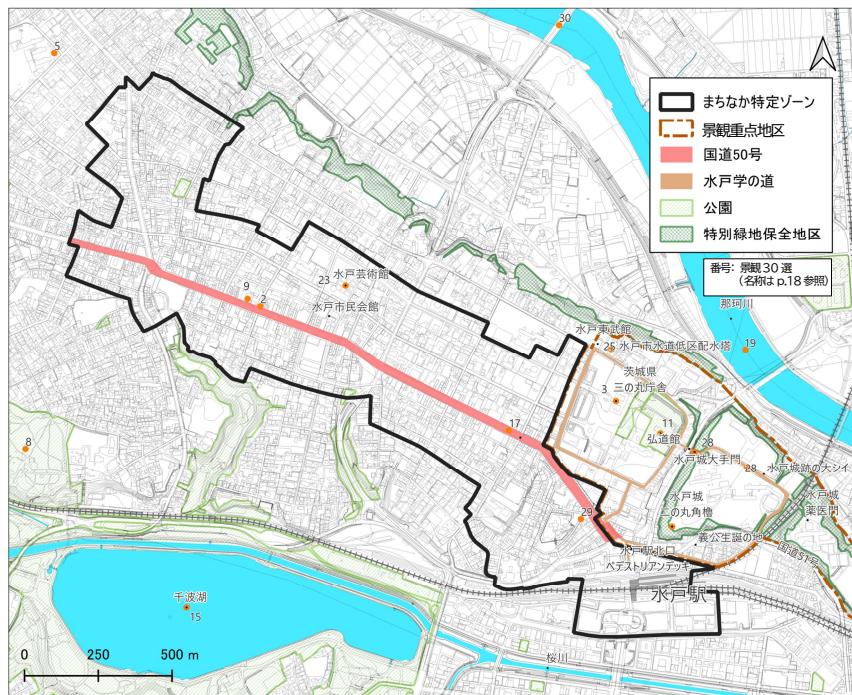 30
5
まちなか特定ゾーン
景観重点地区
国道50号
水戸学の道
公園
特別緑地保全地区
番号: 景観30選
(名称は p.18 参照)
那珂川
23 水戸芸術館
9
2
水戸市民会館
水戸東武館
25 水戸市水道低区配水塔
19
茨城県
三の丸庁舎
3
11
弘道館
17
28
水戸城大手門
8
28
水戸城跡の大シイ
水戸城
二の丸角櫓
水戸城
薬医門
29
義公生誕の地
国道51号
水戸駅北口
ペデストリアンデッキ
水戸駅
千波湖
15
桜川
0 250 500 m